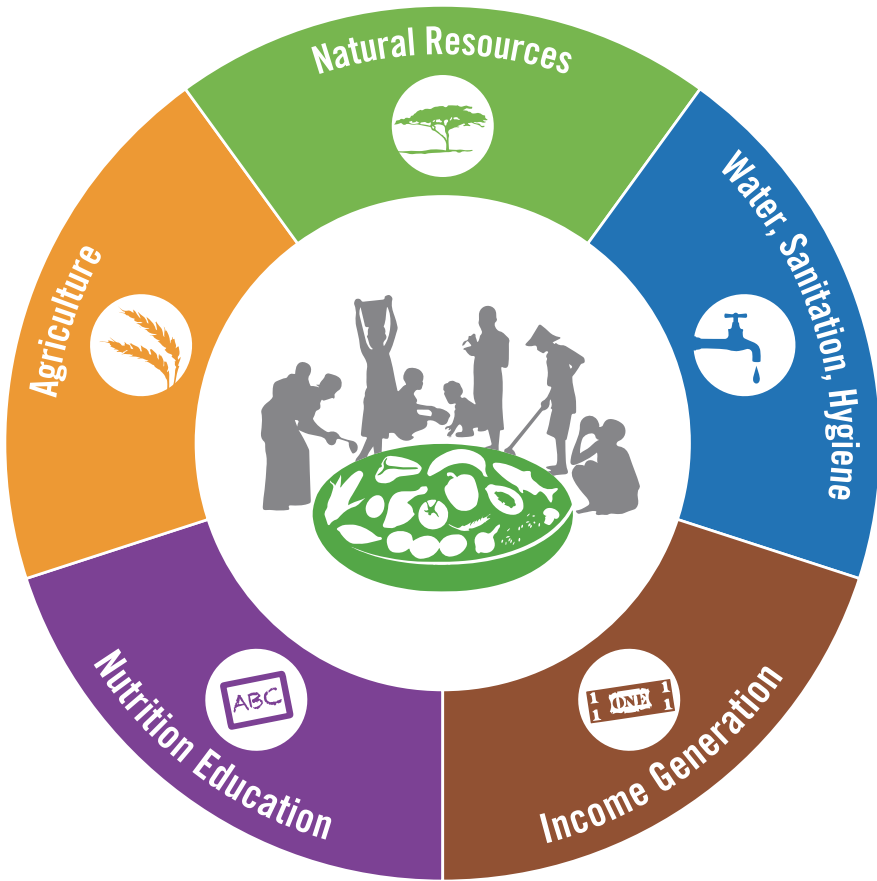 Natural Resources
Water, Sanitation, Hygiene
Income Generation
1 ONE 1
1 1
Nutrition Education
ABC
Agriculture